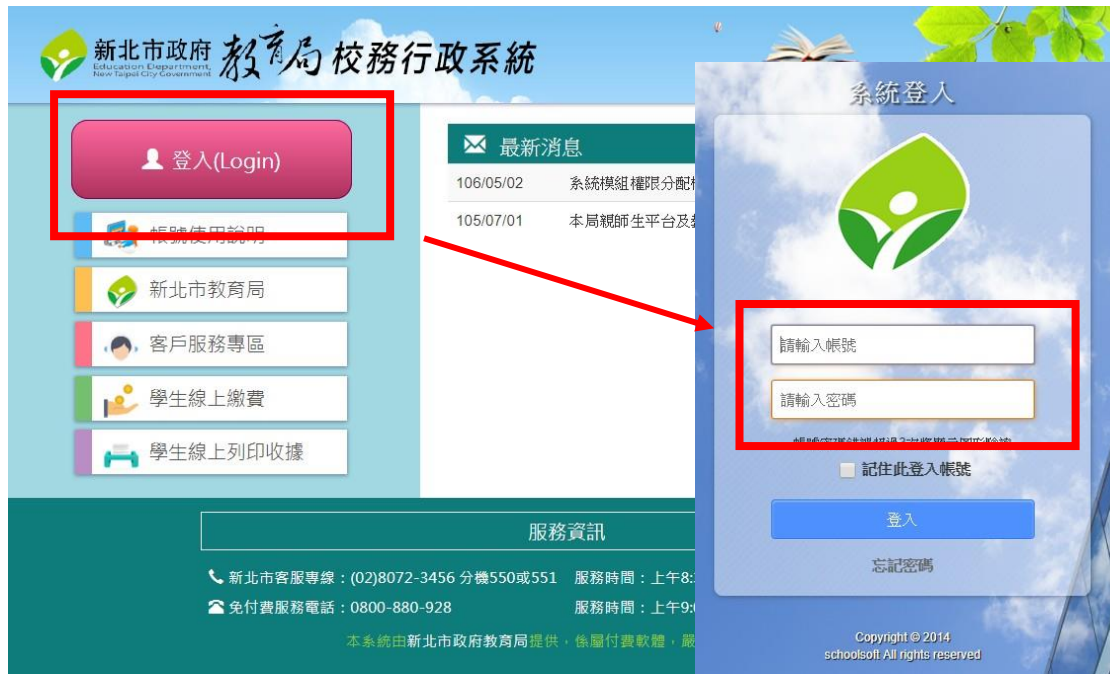 新北市政府 教育局 校務行政系統
Education Department,
New Taipei City Government
登入(Login)
帳號使用說明
新北市教育局
客戶服務專區
學生線上繳費
學生線上列印收據
最新消息
106/05/02 系統模組權限分配
105/07/01 本局親師生平台及
服務資訊
新北市客服專線：(02)8072-3456 分機550或551 服務時間：上午8:
免付費服務電話：0800-880-928 服務時間：上午9:
本系統由新北市政府教育局提供，係屬付費軟體，嚴
系統登入
請輸入帳號
請輸入密碼
記住此登入帳號
登入
忘記密碼
Copyright © 2014
schoolsoft All rights reserved